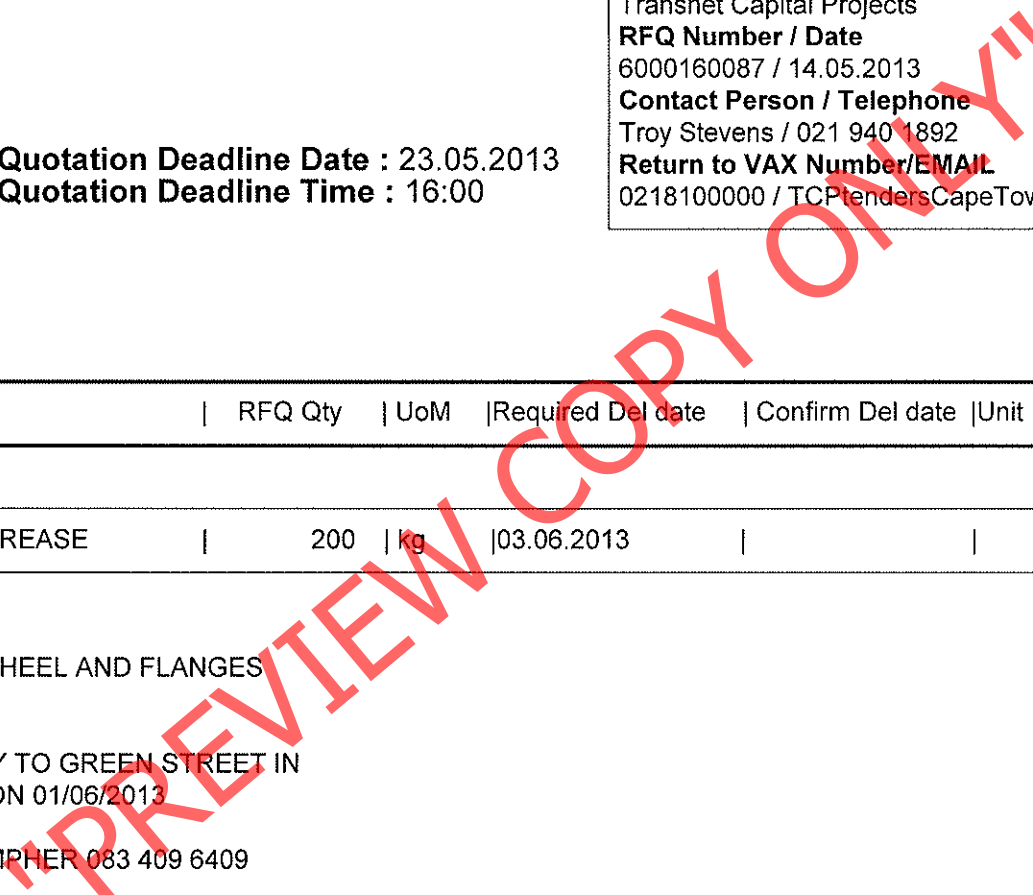 Transnet Capital Projects
RFQ Number / Date
6000160087 / 14.05.2013
Contact Person / Telephone
Troy Stevens / 021 940 1892
Return to VAX Number/EMAIL
0218100000 / TCPtendersCapeTow
Quotation Deadline Date : 23.05.2013
Quotation Deadline Time : 16:00
| RFQ Qty | UoM |Required Del date | Confirm Del date |Unit
REASE | 200 | kg |03.06.2013 | |
HEEL AND FLANGES
Y TO GREEN STREET IN
ON 01/06/2013
IPHER 083 409 6409
"PREVIEW COPY ONLY"